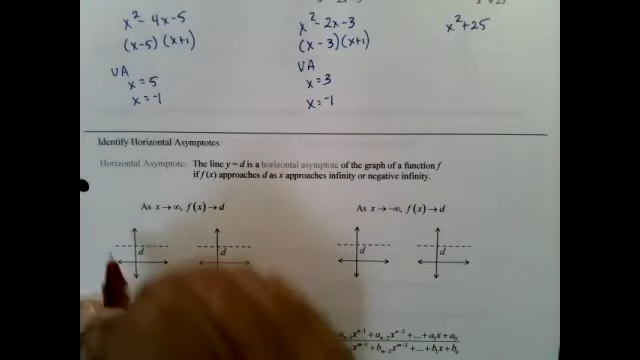 x² - 4x - 5
(x-5) (x+1)
VA
x = 5
x = -1
x² - 2x - 3
(x - 3)(x+1)
VA
x = 3
x = -1
x² + 25
Identify Horizontal Asymptotes
Horizontal Asymptote: The line y = d is a horizontal asymptote of the graph of a function f
if f(x) approaches d as x approaches infinity or negative infinity.
As x → ∞, f(x) → d
As x → -∞, f(x) → d
d
d
d
d